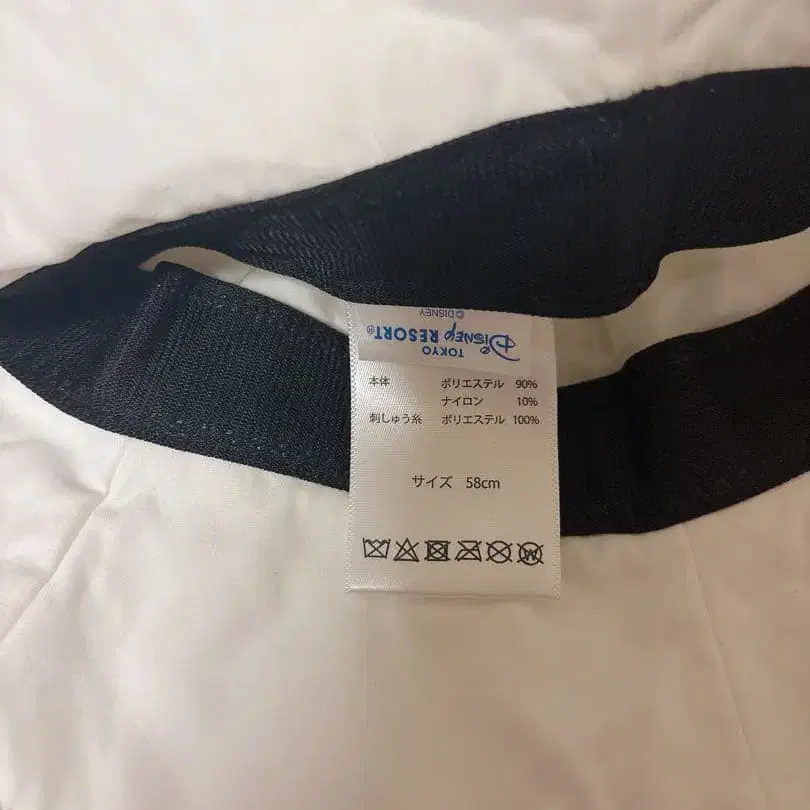 © DISNEY
TOKYO
DISNEY RESORT®
本体 ポリエステル 90%
ナイロン 10%
刺しゅう糸 ポリエステル 100%
サイズ 58cm
W